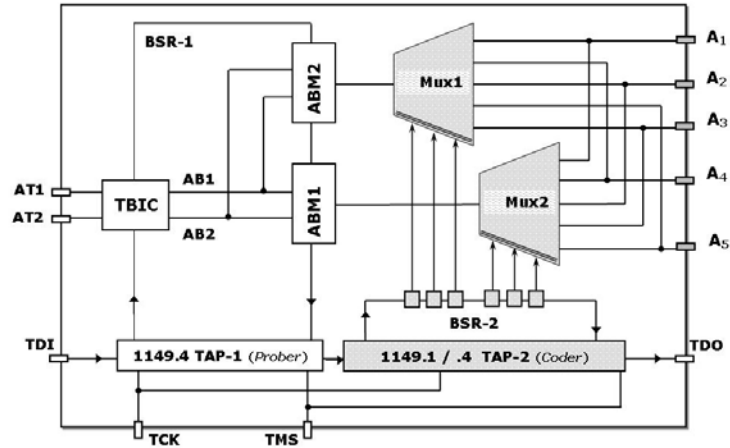 BSR-1
ABM2
Mux1
A1
A2
A3
A4
A5
AT1
AT2
TBIC
AB1
AB2
ABM1
Mux2
BSR-2
TDI
1149.4 TAP-1 (Prober)
1149.1 / .4 TAP-2 (Coder)
TDO
TCK
TMS